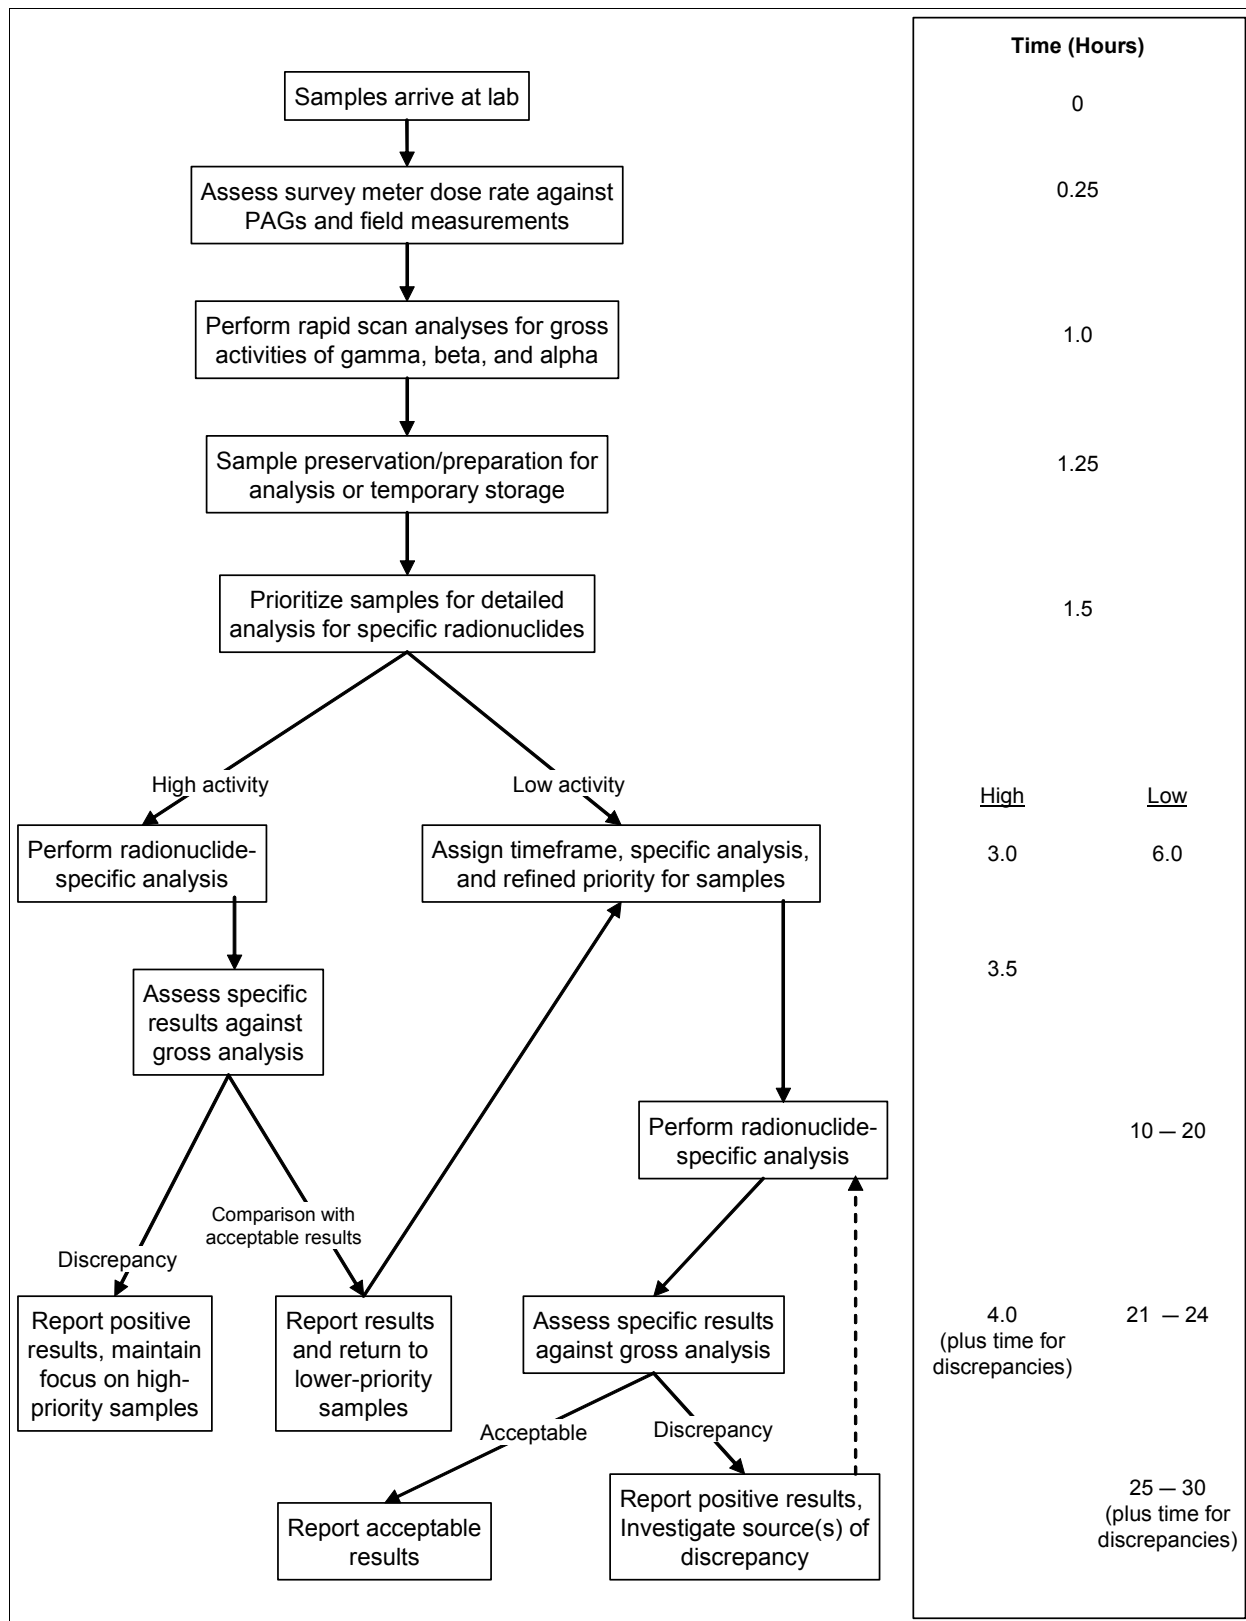 Time (Hours)
Samples arrive at lab
0
Assess survey meter dose rate against
PAGs and field measurements
0.25
Perform rapid scan analyses for gross
activities of gamma, beta, and alpha
1.0
Sample preservation/preparation for
analysis or temporary storage
1.25
Prioritize samples for detailed
analysis for specific radionuclides
1.5
High activity
Low activity
High
Low
Perform radionuclide-
specific analysis
Assign timeframe, specific analysis,
and refined priority for samples
3.0
6.0
Assess specific
results against
gross analysis
3.5
Perform radionuclide-
specific analysis
10 — 20
Comparison with
acceptable results
Discrepancy
Report positive
results, maintain
focus on high-
priority samples
Report results
and return to
lower-priority
samples
Assess specific results
against gross analysis
4.0
(plus time for
discrepancies)
21 — 24
Acceptable
Discrepancy
Report acceptable
results
Report positive results,
Investigate source(s) of
discrepancy
25 — 30
(plus time for
discrepancies)